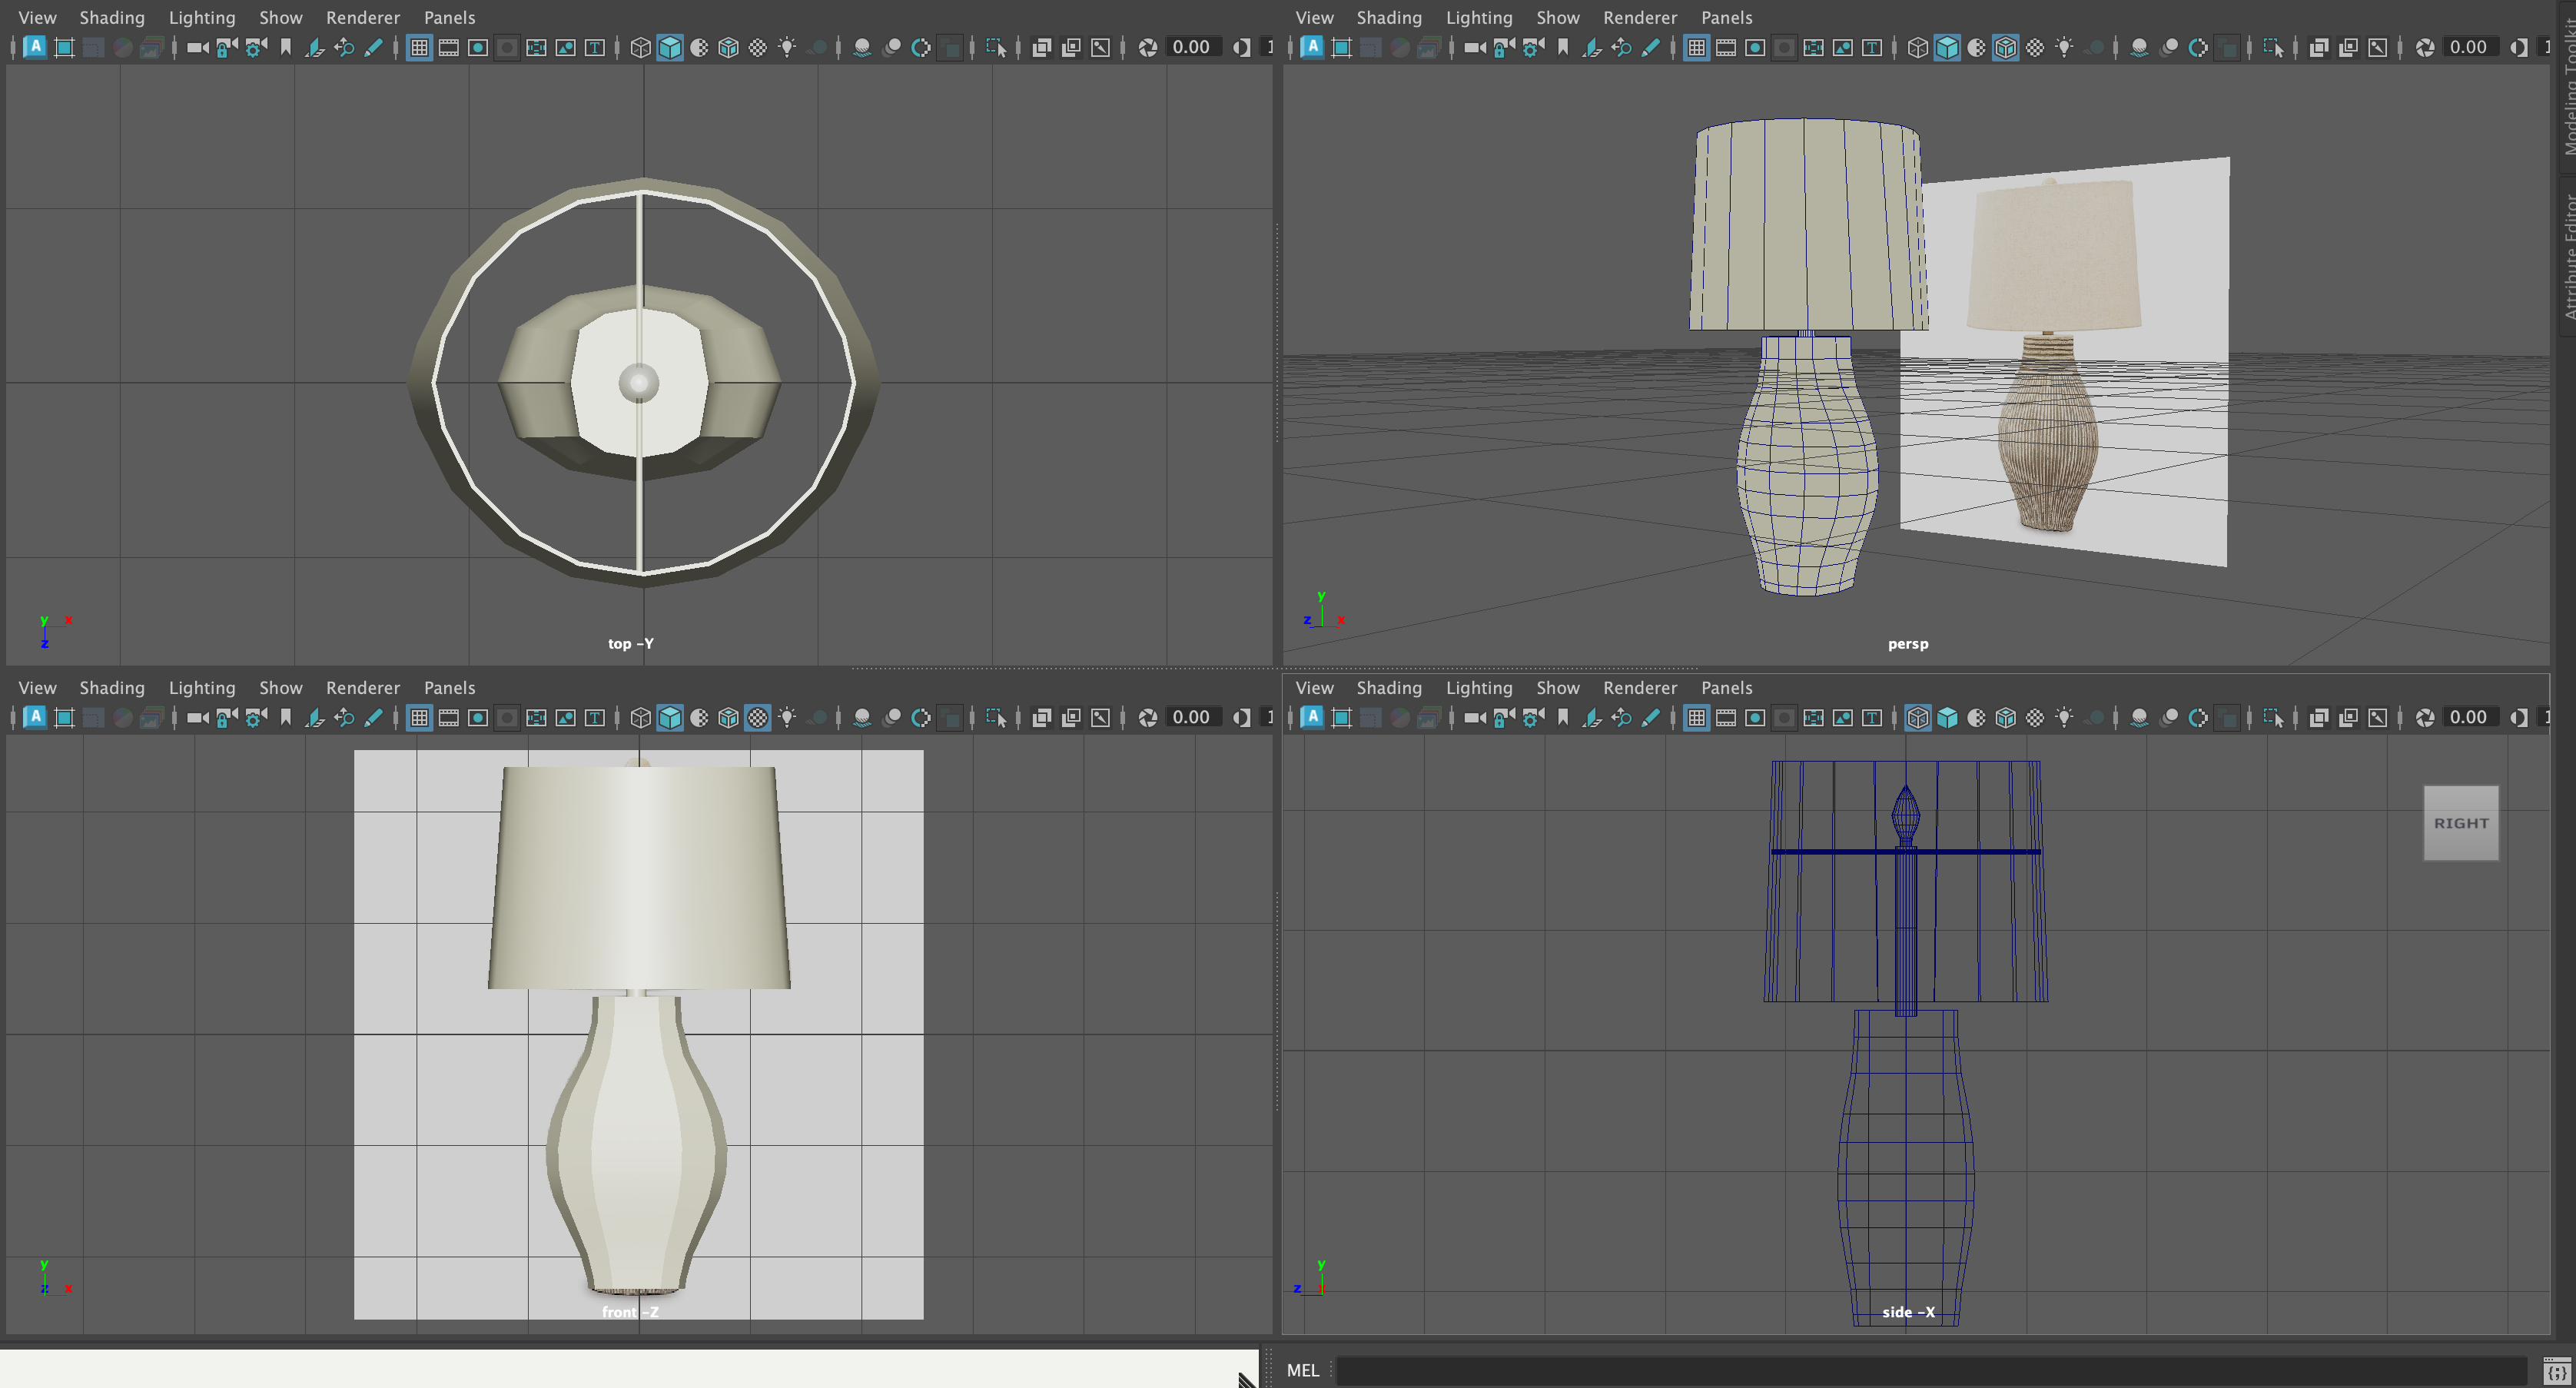 View Shading Lighting Show Renderer Panels
A T 0.00 1
top -Y
y x
z
View Shading Lighting Show Renderer Panels
A T 0.00 1
persp
y
z x
Modeling Toolkit
Attribute Editor
View Shading Lighting Show Renderer Panels
A T 0.00 1
front -Z
y
z x
View Shading Lighting Show Renderer Panels
A T 0.00 1
RIGHT
side -X
y
z x
MEL